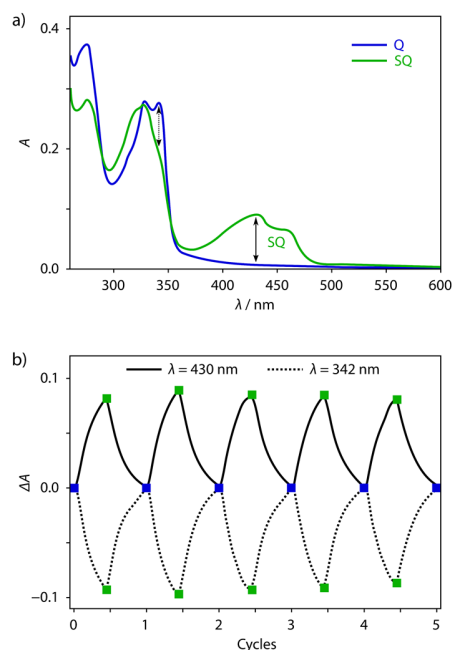 a)
0.4
Q
SQ
A
0.2
SQ
0.0
300 350 400 450 500 550 600
λ / nm
b)
λ = 430 nm λ = 342 nm
0.1
ΔA
0.0
−0.1
0 1 2 3 4 5
Cycles